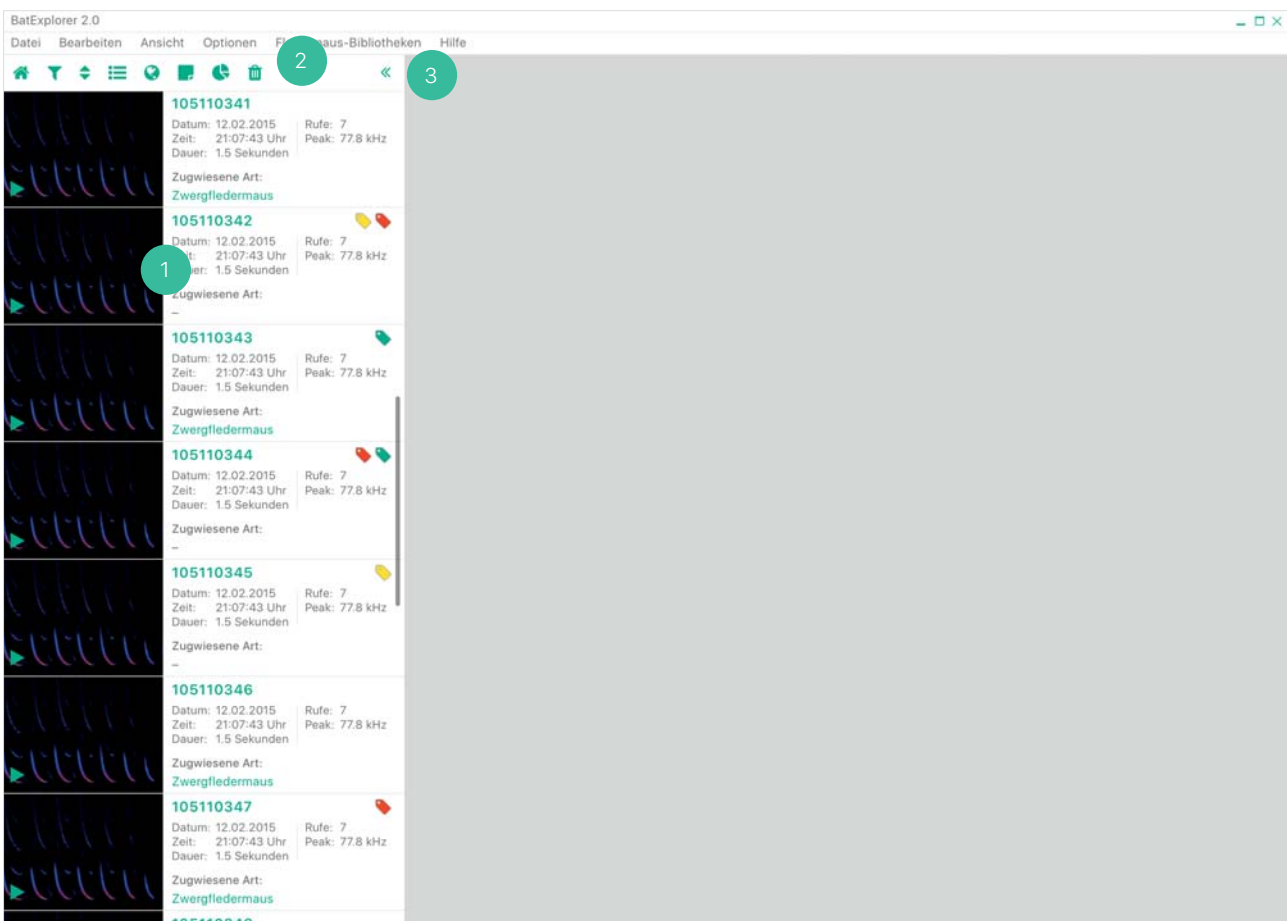 BatExplorer 2.0
Datei Bearbeiten Ansicht Optionen Hilfe
2
3
105110341
Datum: 12.02.2015 Rufe: 7
Zeit: 21:07:43 Uhr Peak: 77.8 kHz
Dauer: 1.5 Sekunden
Zugwiesene Art:
Zwergfledermaus
105110342
Datum: 12.02.2015 Rufe: 7
21:07:43 Uhr Peak: 77.8 kHz
1
1.5 Sekunden
Zugwiesene Art:
–
105110343
Datum: 12.02.2015 Rufe: 7
Zeit: 21:07:43 Uhr Peak: 77.8 kHz
Dauer: 1.5 Sekunden
Zugwiesene Art:
Zwergfledermaus
105110344
Datum: 12.02.2015 Rufe: 7
Zeit: 21:07:43 Uhr Peak: 77.8 kHz
Dauer: 1.5 Sekunden
Zugwiesene Art:
–
105110345
Datum: 12.02.2015 Rufe: 7
Zeit: 21:07:43 Uhr Peak: 77.8 kHz
Dauer: 1.5 Sekunden
Zugwiesene Art:
–
105110346
Datum: 12.02.2015 Rufe: 7
Zeit: 21:07:43 Uhr Peak: 77.8 kHz
Dauer: 1.5 Sekunden
Zugwiesene Art:
Zwergfledermaus
105110347
Datum: 12.02.2015 Rufe: 7
Zeit: 21:07:43 Uhr Peak: 77.8 kHz
Dauer: 1.5 Sekunden
Zugwiesene Art:
Zwergfledermaus